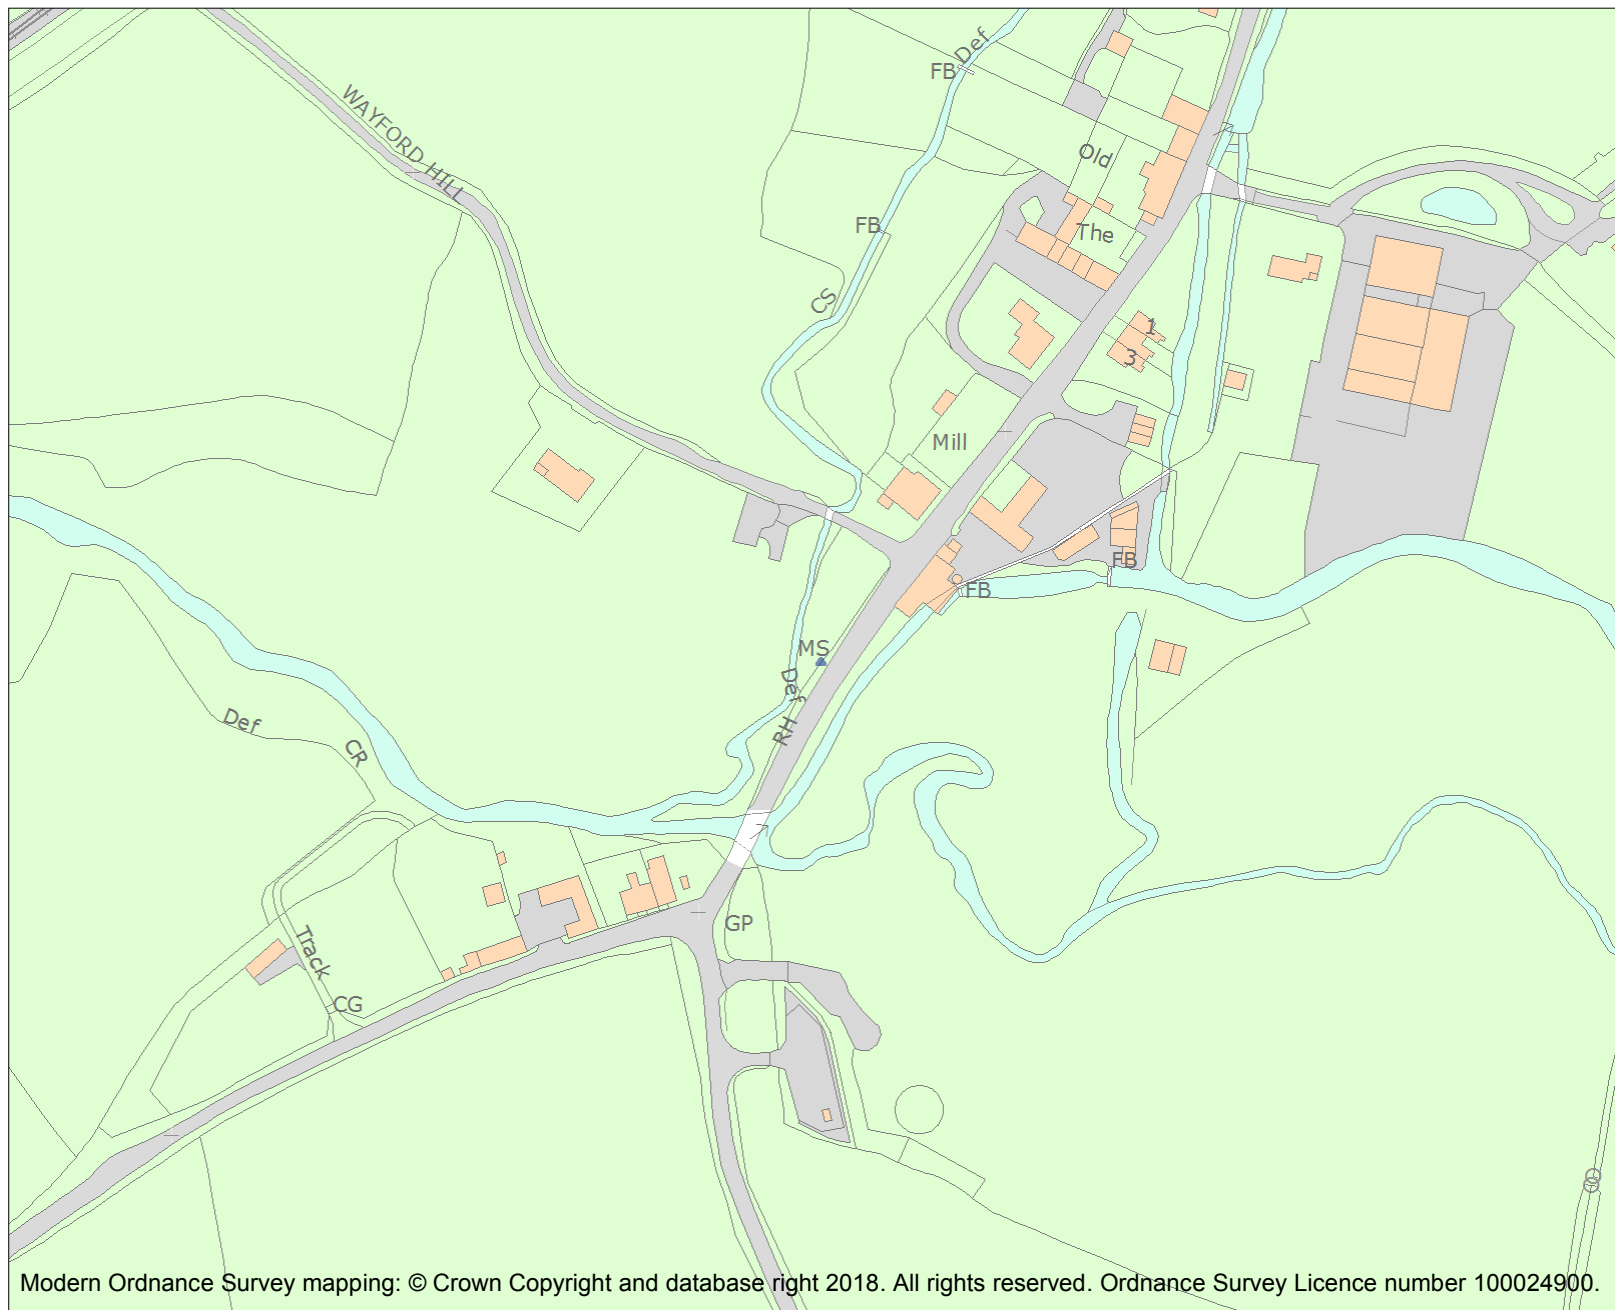 Def
FB
WAYFORD HILL
Old
FB
The
CS
1
3
Mill
FB
FB
MS
Def
RH
Def
CR
GP
Track
CG
Modern Ordnance Survey mapping: © Crown Copyright and database right 2018. All rights reserved. Ordnance Survey Licence number 100024900.